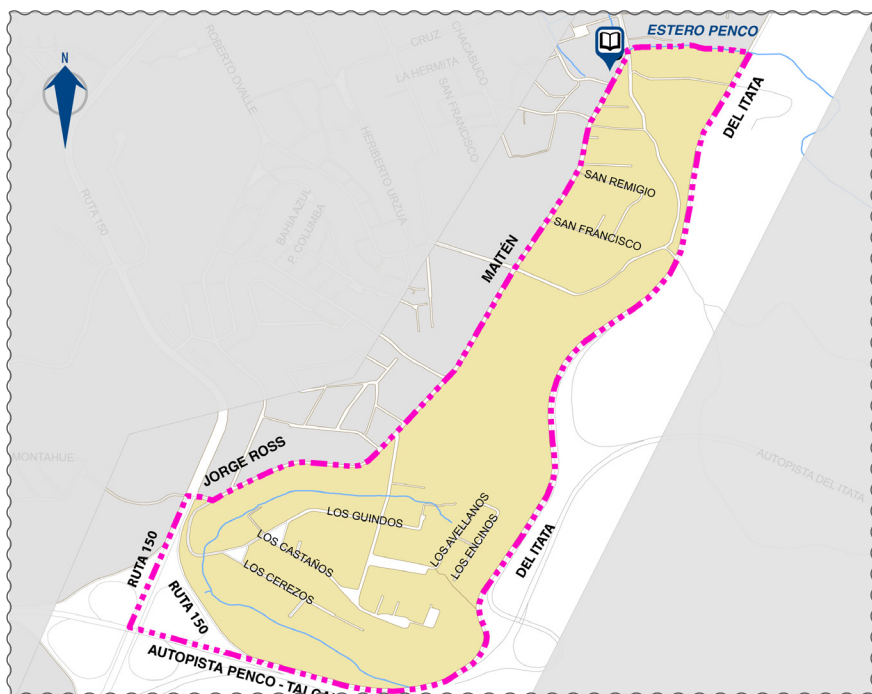 ESTERO PENCO
N
ROBERTO OVALLE
CRUZ
CHACABUCO
LA HERMITA
SAN FRANCISCO
DEL ITATA
HERIBERTO URZUA
SAN REMIGIO
RUTA 150
BAHIA AZUL
P. COLUMBA
SAN FRANCISCO
MAITÉN
JORGE ROSS
MONTAHUE
AUTOPISTA DEL ITATA
LOS GUINDOS
LOS AVELLANOS
LOS CASTAÑOS
LOS ENCINOS
DEL ITATA
LOS CEREZOS
RUTA 150
RUTA 150
AUTOPISTA PENCO -